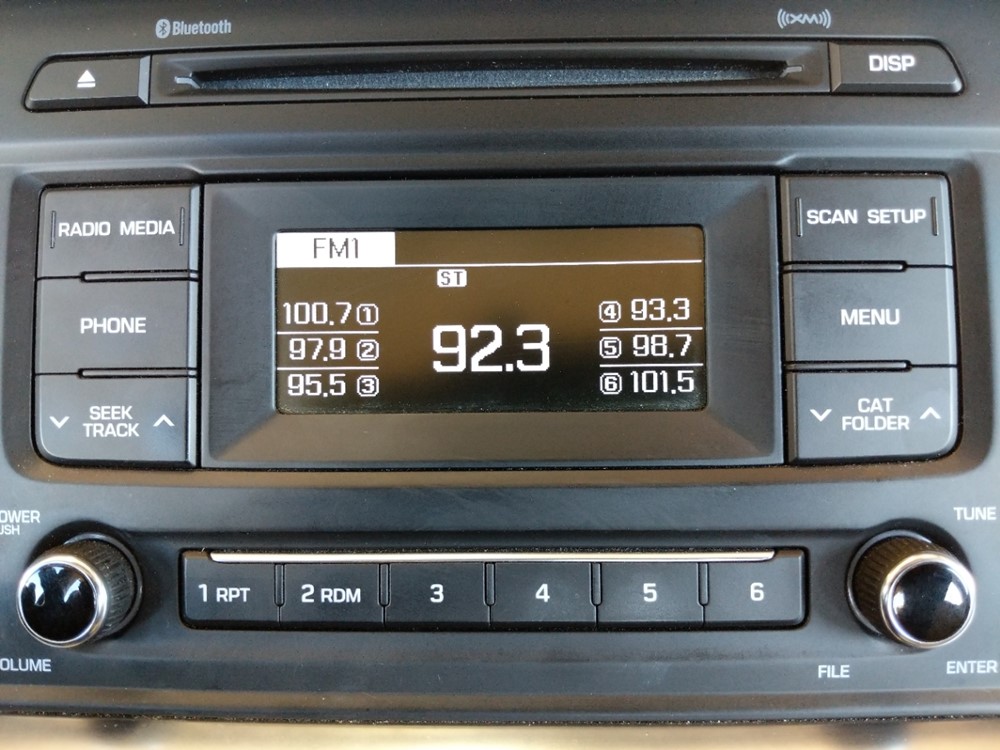 Bluetooth
((XM))
DISP
RADIO MEDIA
SCAN SETUP
PHONE
MENU
SEEK
TRACK
CAT
FOLDER
FM1
ST
100.7 1
97.9 2
95.5 3
92.3
4 93.3
5 98.7
6 101.5
OWER
USH
TUNE
1 RPT
2 RDM
3
4
5
6
OLUME
FILE
ENTER